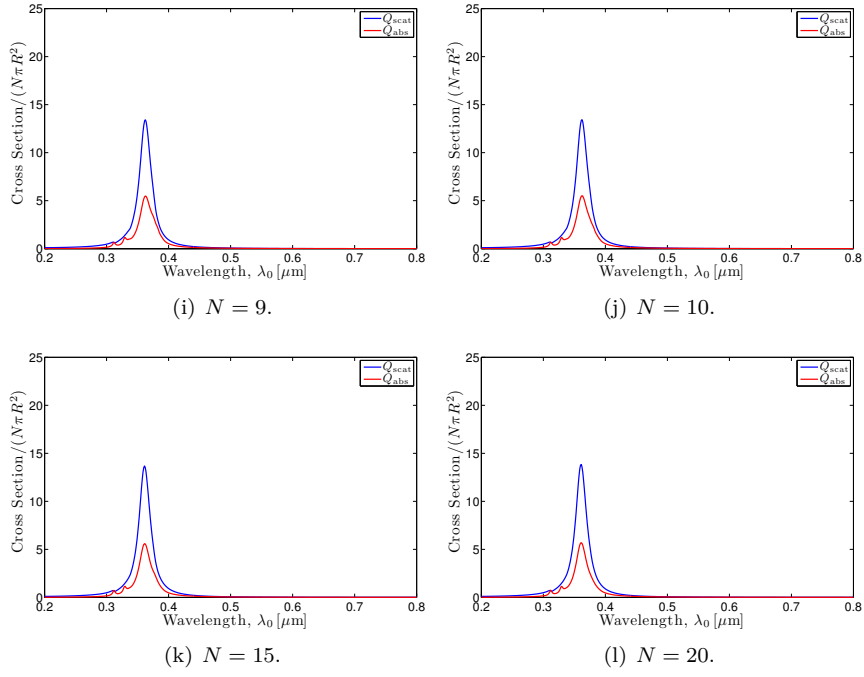 25
20
15
10
5
0
0.2 0.3 0.4 0.5 0.6 0.7 0.8
Cross Section/(NπR²)
Wavelength, λ₀ [μm]
Q_scat
Q_abs
(i) N = 9.
25
20
15
10
5
0
0.2 0.3 0.4 0.5 0.6 0.7 0.8
Cross Section/(NπR²)
Wavelength, λ₀ [μm]
Q_scat
Q_abs
(j) N = 10.
25
20
15
10
5
0
0.2 0.3 0.4 0.5 0.6 0.7 0.8
Cross Section/(NπR²)
Wavelength, λ₀ [μm]
Q_scat
Q_abs
(k) N = 15.
25
20
15
10
5
0
0.2 0.3 0.4 0.5 0.6 0.7 0.8
Cross Section/(NπR²)
Wavelength, λ₀ [μm]
Q_scat
Q_abs
(l) N = 20.